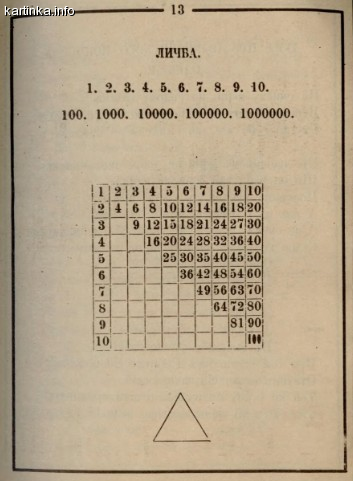 kartinka.info
13
ЛИЧБА.
1. 2. 3. 4. 5. 6. 7. 8. 9. 10.
100. 1000. 10000. 100000. 1000000.
1 2 3 4 5 6 7 8 9 10
2 4 6 8 10 12 14 16 18 20
3 9 12 15 18 21 24 27 30
4 16 20 24 28 32 36 40
5 25 30 35 40 45 50
6 36 42 48 54 60
7 49 56 63 70
8 64 72 80
9 81 90
10 100